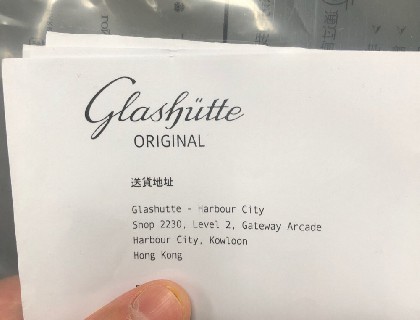 Glashütte
ORIGINAL
送貨地址
Glashutte - Harbour City
Shop 2230, Level 2, Gateway Arcade
Harbour City, Kowloon
Hong Kong